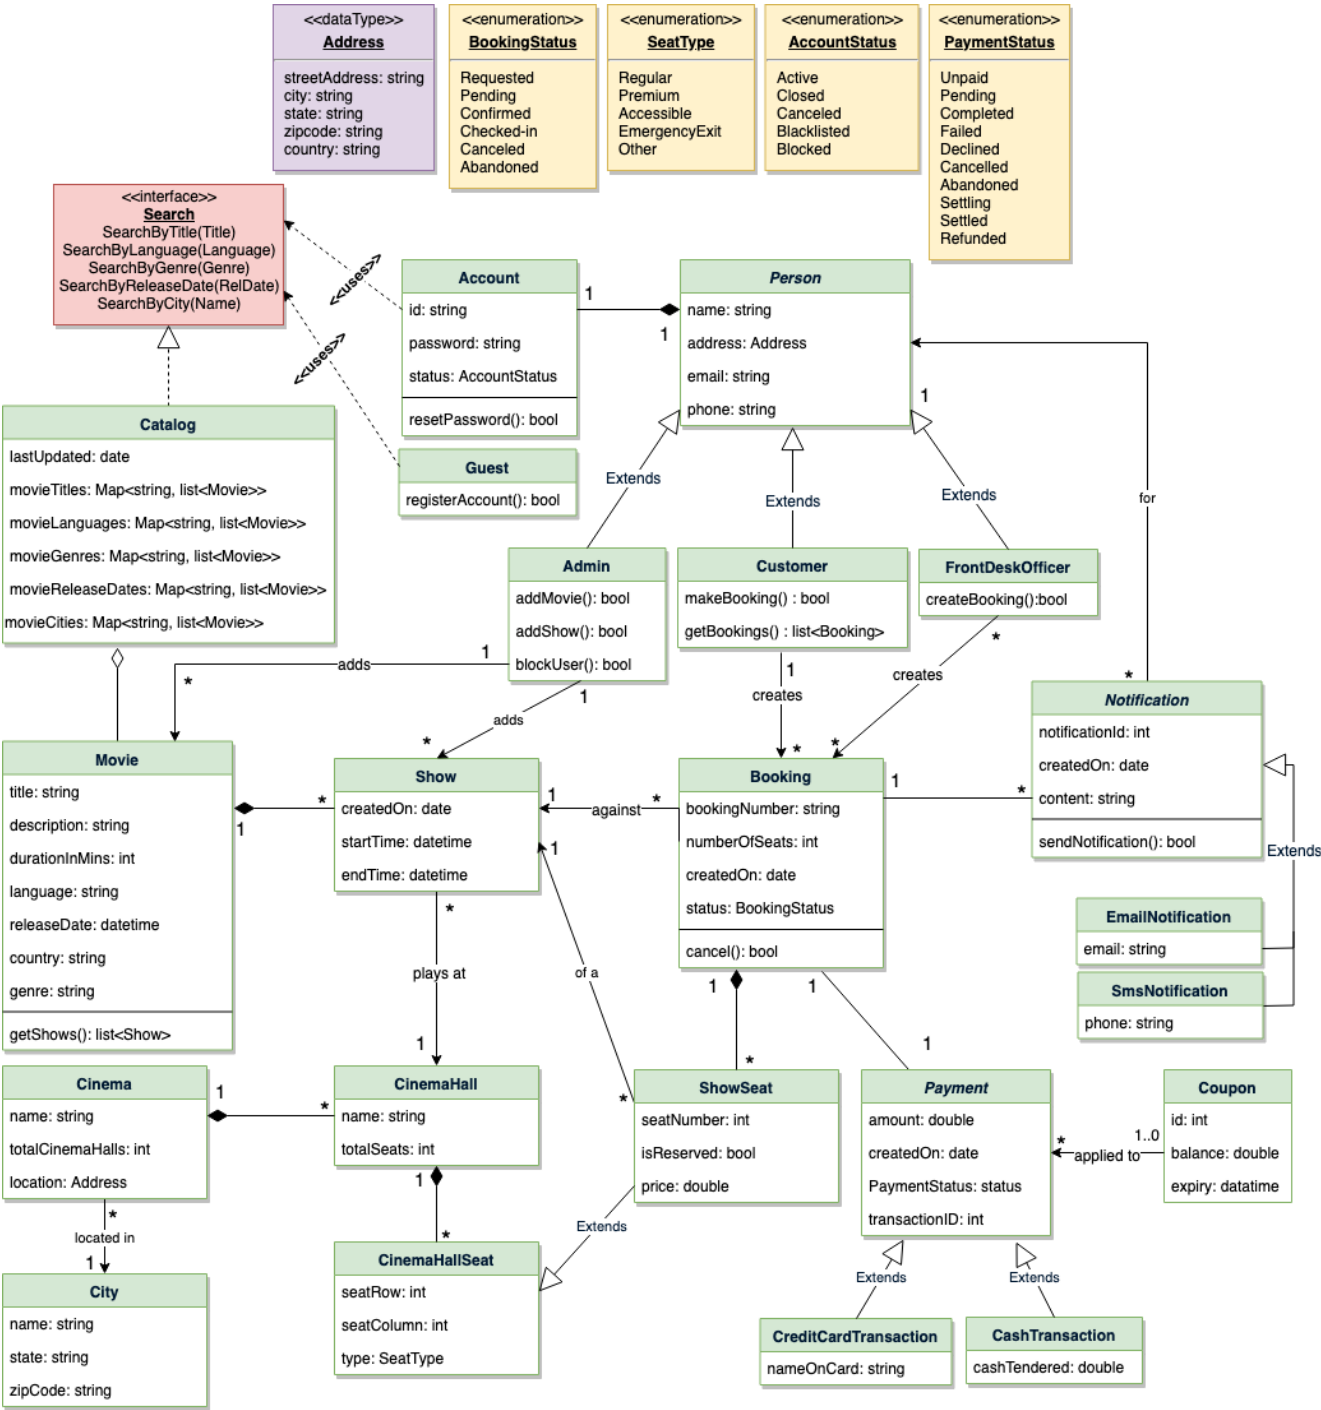 <<dataType>>
Address
streetAddress: string
city: string
state: string
zipcode: string
country: string
<<enumeration>>
BookingStatus
Requested
Pending
Confirmed
Checked-in
Canceled
Abandoned
<<enumeration>>
SeatType
Regular
Premium
Accessible
EmergencyExit
Other
<<enumeration>>
AccountStatus
Active
Closed
Canceled
Blacklisted
Blocked
<<enumeration>>
PaymentStatus
Unpaid
Pending
Completed
Failed
Declined
Cancelled
Abandoned
Settling
Settled
Refunded
<<interface>>
Search
SearchByTitle(Title)
SearchByLanguage(Language)
SearchByGenre(Genre)
SearchByReleaseDate(RelDate)
SearchByCity(Name)
<<uses>>
<<uses>>
Account
id: string
password: string
status: AccountStatus
resetPassword(): bool
1
1
Person
name: string
address: Address
email: string
phone: string
1
Guest
registerAccount(): bool
Catalog
lastUpdated: date
movieTitles: Map<string, list<Movie>>
movieLanguages: Map<string, list<Movie>>
movieGenres: Map<string, list<Movie>>
movieReleaseDates: Map<string, list<Movie>>
movieCities: Map<string, list<Movie>>
Extends
Extends
Extends
for
Admin
addMovie(): bool
addShow(): bool
blockUser(): bool
Customer
makeBooking() : bool
getBookings() : list<Booking>
FrontDeskOfficer
createBooking():bool
1
adds
*
1
adds
*
1
creates
*
*
creates
*
*
Notification
notificationId: int
createdOn: date
content: string
sendNotification(): bool
Extends
Movie
title: string
description: string
durationInMins: int
language: string
releaseDate: datetime
country: string
genre: string
getShows(): list<Show>
1
*
Show
createdOn: date
startTime: datetime
endTime: datetime
1
against
*
Booking
bookingNumber: string
numberOfSeats: int
createdOn: date
status: BookingStatus
cancel(): bool
1
*
EmailNotification
email: string
SmsNotification
phone: string
*
plays at
1
1
of a
*
1
*
1
1
Cinema
name: string
totalCinemaHalls: int
location: Address
1
*
CinemaHall
name: string
totalSeats: int
ShowSeat
seatNumber: int
isReserved: bool
price: double
Payment
amount: double
createdOn: date
PaymentStatus: status
transactionID: int
*
applied to
1..0
Coupon
id: int
balance: double
expiry: datatime
*
located in
1
1
*
Extends
City
name: string
state: string
zipCode: string
CinemaHallSeat
seatRow: int
seatColumn: int
type: SeatType
Extends
Extends
CreditCardTransaction
nameOnCard: string
CashTransaction
cashTendered: double